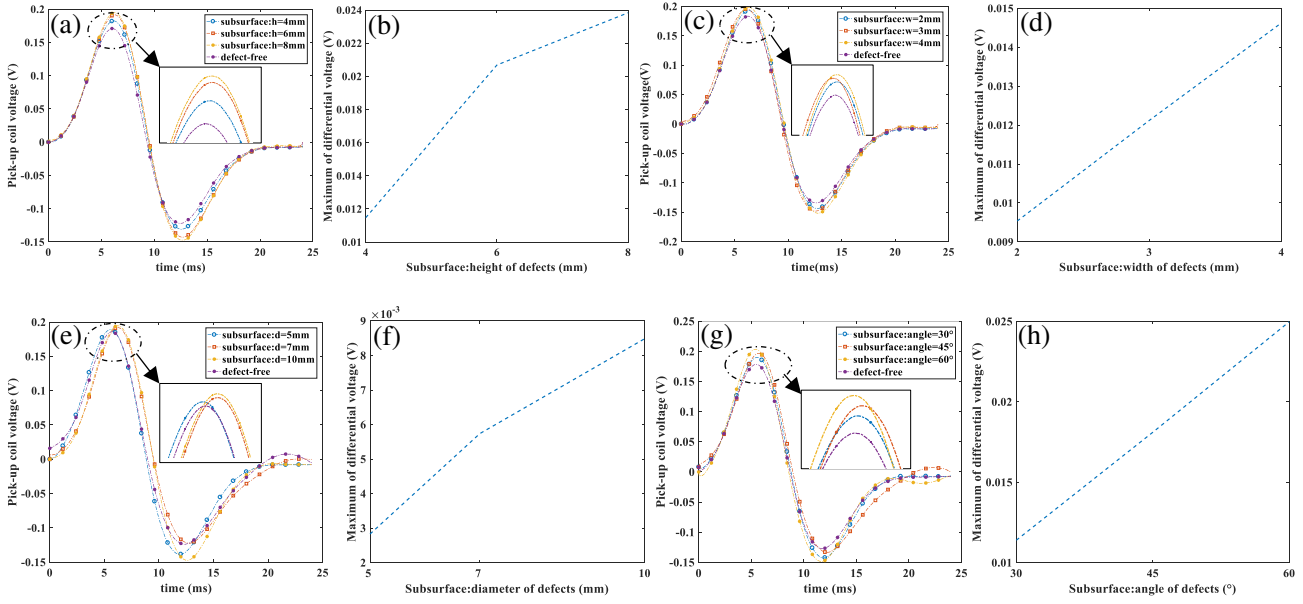 (a)
subsurface:h=4mm
subsurface:h=6mm
subsurface:h=8mm
defect-free
Pick-up coil voltage (V)
0.2
0.15
0.1
0.05
0
-0.05
-0.1
-0.15
0 5 10 15 20 25
time (ms)
(b)
Maximum of differential voltage (V)
0.024
0.022
0.02
0.018
0.016
0.014
0.012
0.01
4 6 8
Subsurface:height of defects (mm)
(c)
subsurface:w=2mm
subsurface:w=3mm
subsurface:w=4mm
defect-free
Pick-up coil voltage(V)
0.2
0.15
0.1
0.05
0
-0.05
-0.1
-0.15
-0.2
0 5 10 15 20 25
time(ms)
(d)
Maximum of differential voltage (V)
0.015
0.014
0.013
0.012
0.011
0.01
0.009
2 3 4
Subsurface:width of defects (mm)
(e)
subsurface:d=5mm
subsurface:d=7mm
subsurface:d=10mm
defect-free
Pick-up coil voltage (V)
0.2
0.15
0.1
0.05
0
-0.05
-0.1
-0.15
0 5 10 15 20 25
time (ms)
(f)
×10-3
Maximum of differential voltage (V)
9
8
7
6
5
4
3
2
5 7 10
Subsurface:diameter of defects (mm)
(g)
subsurface:angle=30°
subsurface:angle=45°
subsurface:angle=60°
defect-free
Pick-up coil voltage (V)
0.25
0.2
0.15
0.1
0.05
0
-0.05
-0.1
-0.15
0 5 10 15 20 25
time (ms)
(h)
Maximum of differential voltage (V)
0.025
0.02
0.015
0.01
30 45 60
Subsurface:angle of defects (°)